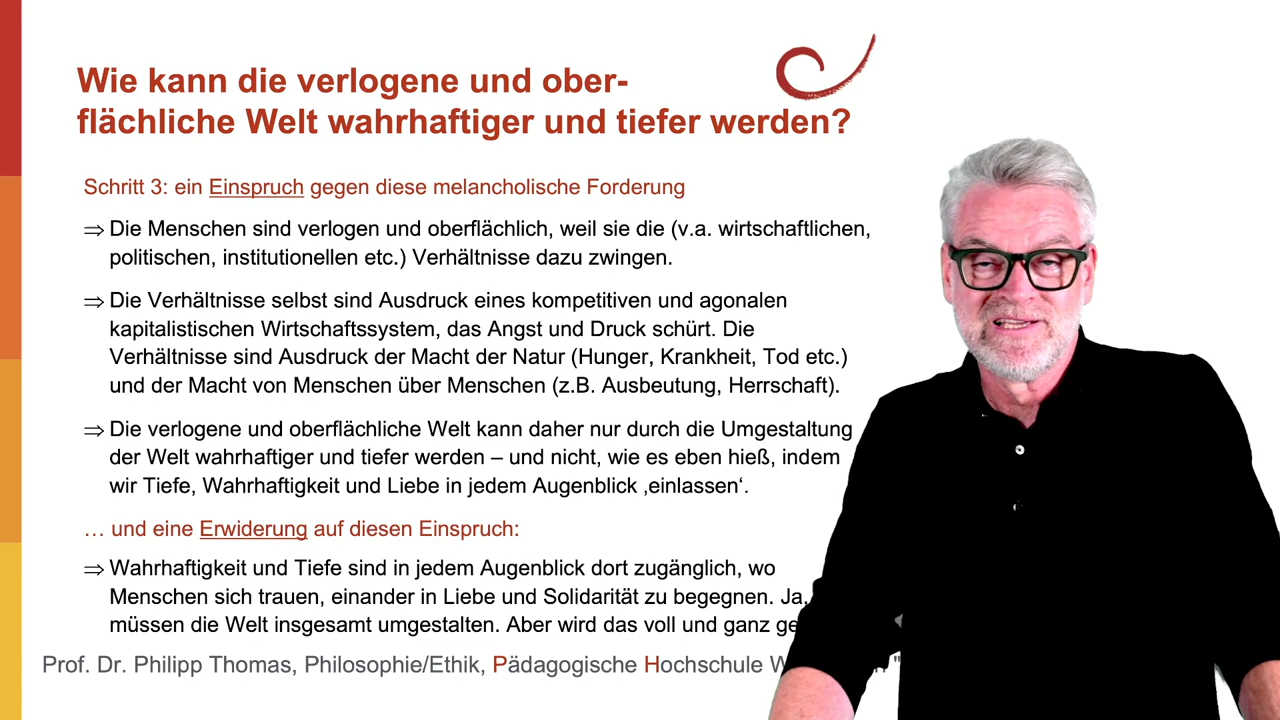 Wie kann die verlogene und ober-
flächliche Welt wahrhaftiger und tiefer werden?
Schritt 3: ein Einspruch gegen diese melancholische Forderung
⇒ Die Menschen sind verlogen und oberflächlich, weil sie die (v.a. wirtschaftlichen,
politischen, institutionellen etc.) Verhältnisse dazu zwingen.
⇒ Die Verhältnisse selbst sind Ausdruck eines kompetitiven und agonalen
kapitalistischen Wirtschaftssystem, das Angst und Druck schürt. Die
Verhältnisse sind Ausdruck der Macht der Natur (Hunger, Krankheit, Tod etc.)
und der Macht von Menschen über Menschen (z.B. Ausbeutung, Herrschaft).
⇒ Die verlogene und oberflächliche Welt kann daher nur durch die Umgestaltung
der Welt wahrhaftiger und tiefer werden – und nicht, wie es eben hieß, indem
wir Tiefe, Wahrhaftigkeit und Liebe in jedem Augenblick ‚einlassen‘.
… und eine Erwiderung auf diesen Einspruch:
⇒ Wahrhaftigkeit und Tiefe sind in jedem Augenblick dort zugänglich, wo
Menschen sich trauen, einander in Liebe und Solidarität zu begegnen. Ja,
müssen die Welt insgesamt umgestalten. Aber wird das voll und ganz
Prof. Dr. Philipp Thomas, Philosophie/Ethik, Pädagogische Hochschule